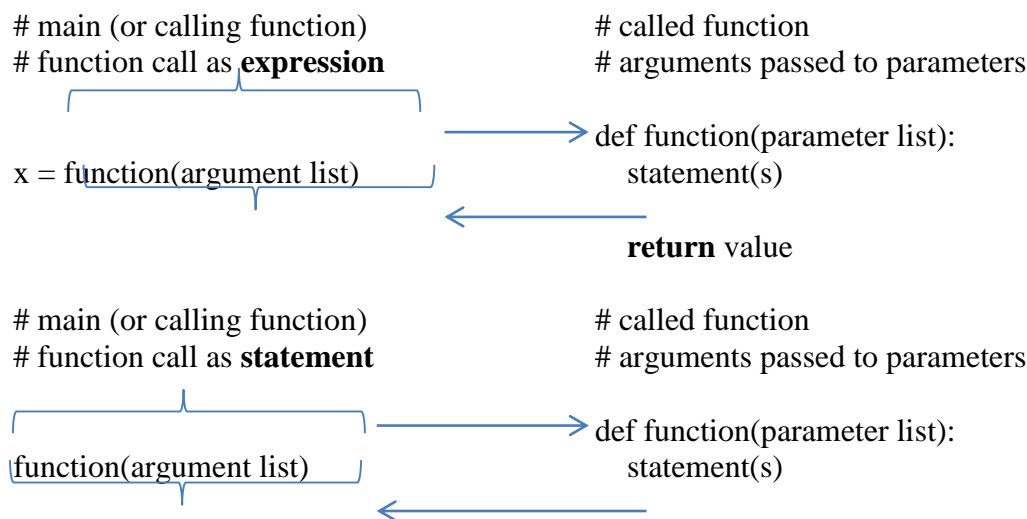 # main (or calling function)
# function call as expression
x = function(argument list)
# called function
# arguments passed to parameters
def function(parameter list):
statement(s)
return value
# main (or calling function)
# function call as statement
function(argument list)
# called function
# arguments passed to parameters
def function(parameter list):
statement(s)